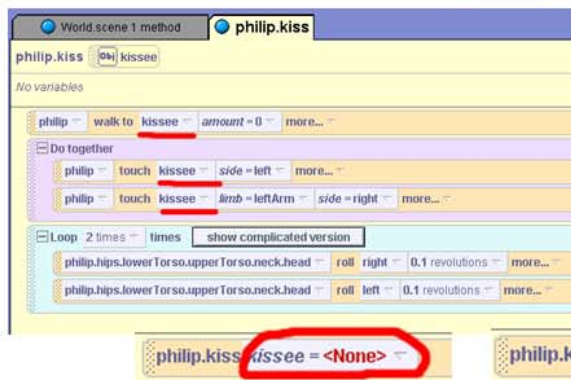 World.scene 1 method philip.kiss
philip.kiss Obj kissee
No variables
philip walk to kissee amount = 0 more...
Do together
philip touch kissee side = left more...
philip touch kissee limb = leftArm side = right more...
Loop 2 times times show complicated version
philip.hips.lowerTorso.upperTorso.neck.head roll right 0.1 revolutions more...
philip.hips.lowerTorso.upperTorso.neck.head roll left 0.1 revolutions more...
philip.kiss kissee = <None> philip.k